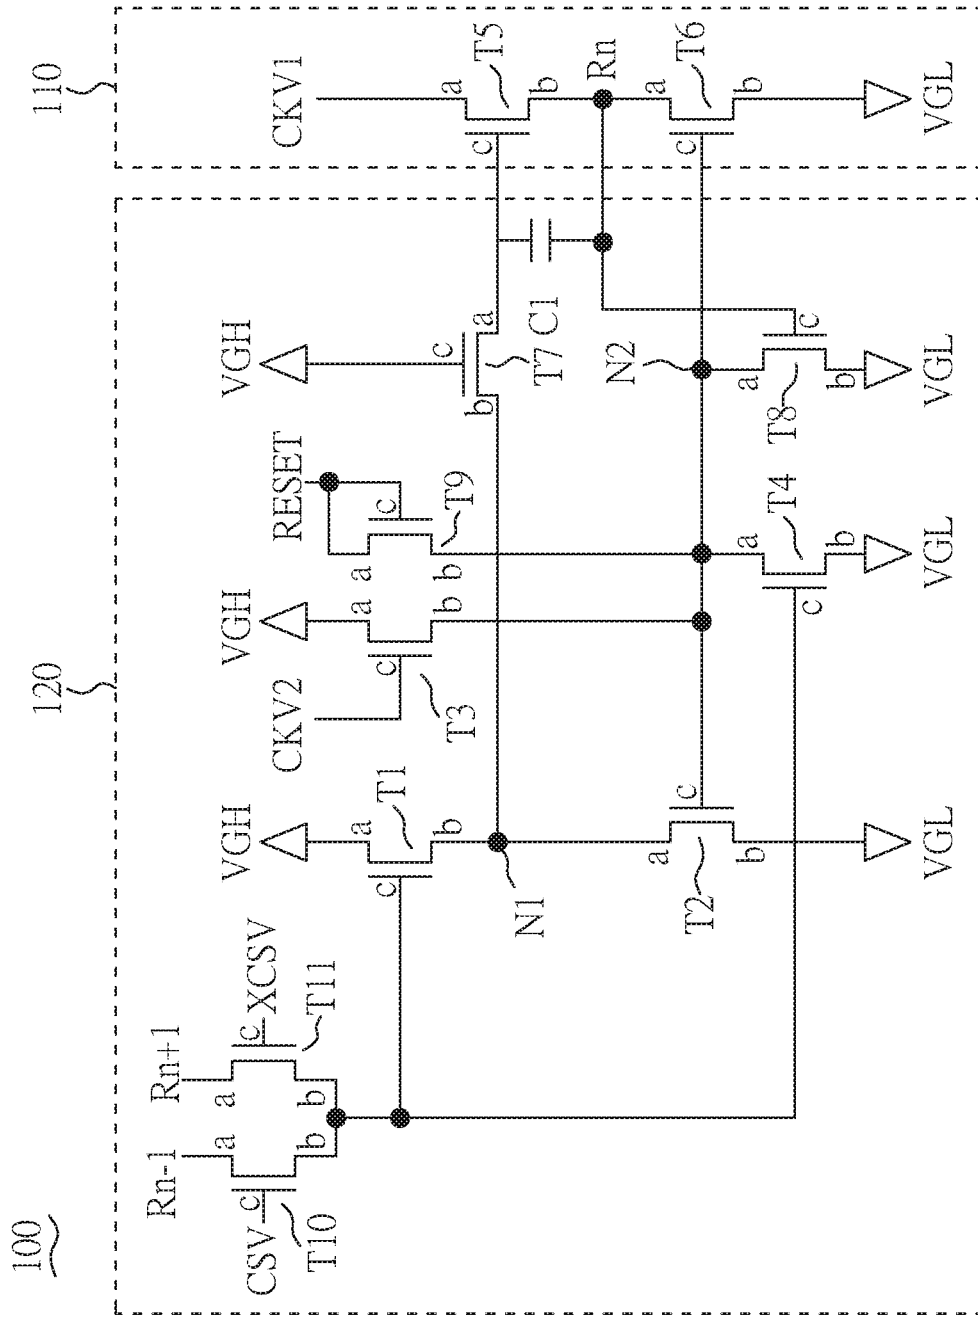 100
120
110
Rn-1
Rn+1
CSV
c
a
b
T10
a
b
c
XCSV
T11
VGH
a
b
c
T1
N1
CKV2
VGH
a
b
c
T3
RESET
a
b
c
T9
VGH
c
b
a
T7
C1
CKV1
a
b
c
T5
Rn
a
b
c
T2
VGL
a
b
c
T4
VGL
N2
a
b
c
T8
VGL
a
b
c
T6
VGL